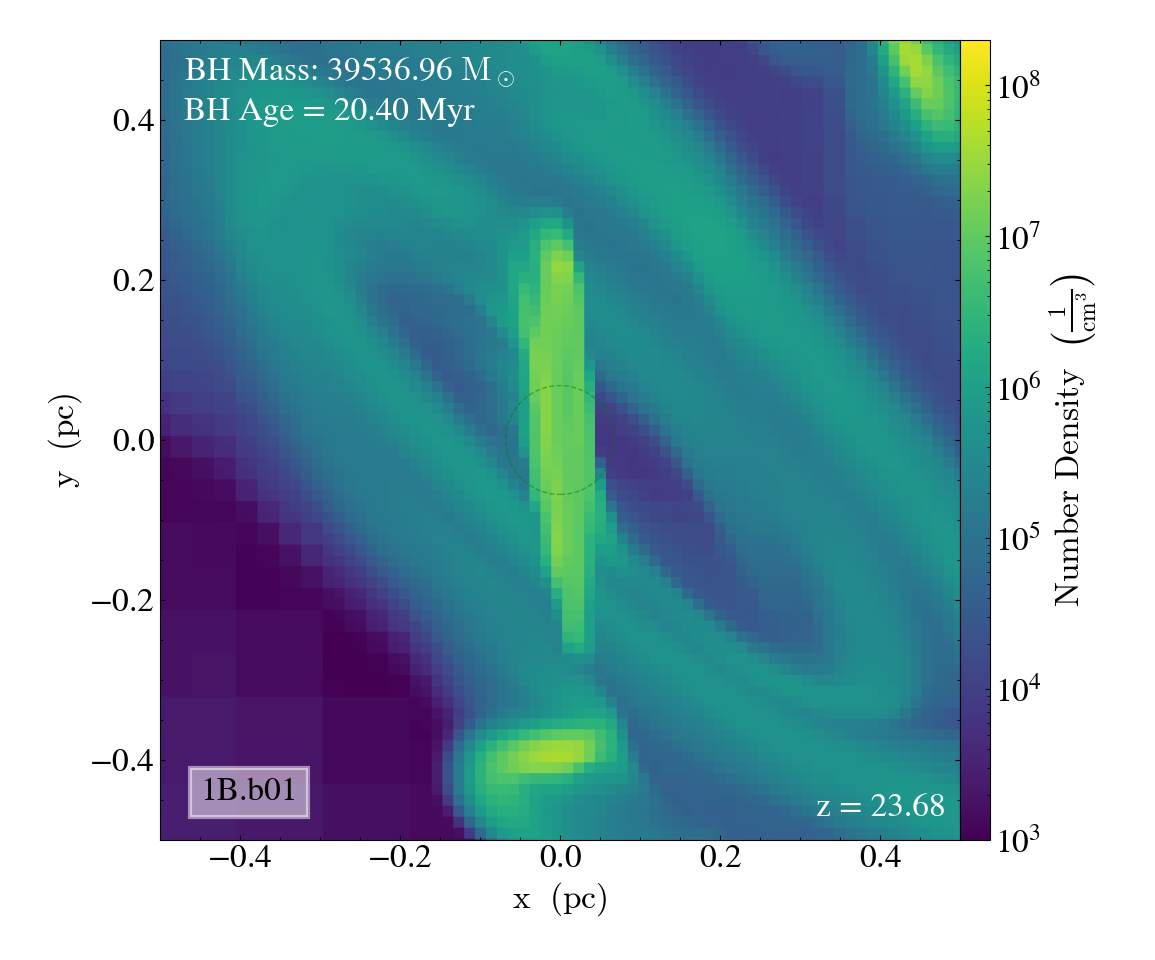 BH Mass: 39536.96 M⊙
BH Age = 20.40 Myr
1B.b01
z = 23.68
0.4
0.2
0.0
−0.2
−0.4
y (pc)
−0.4
−0.2
0.0
0.2
0.4
x (pc)
10⁸
10⁷
10⁶
10⁵
10⁴
10³
Number Density (1/cm³)